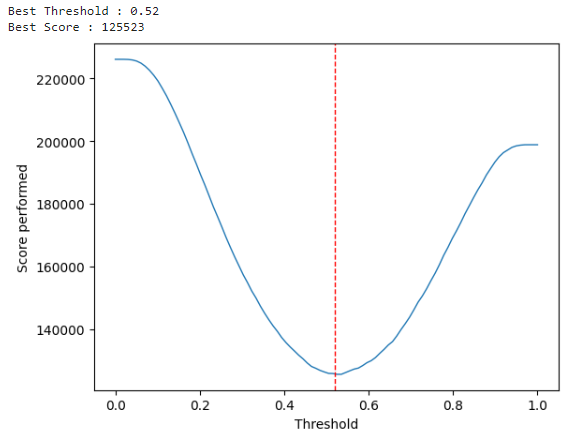 Best Threshold : 0.52
Best Score : 125523
220000
200000
180000
160000
140000
Score performed
0.0 0.2 0.4 0.6 0.8 1.0
Threshold